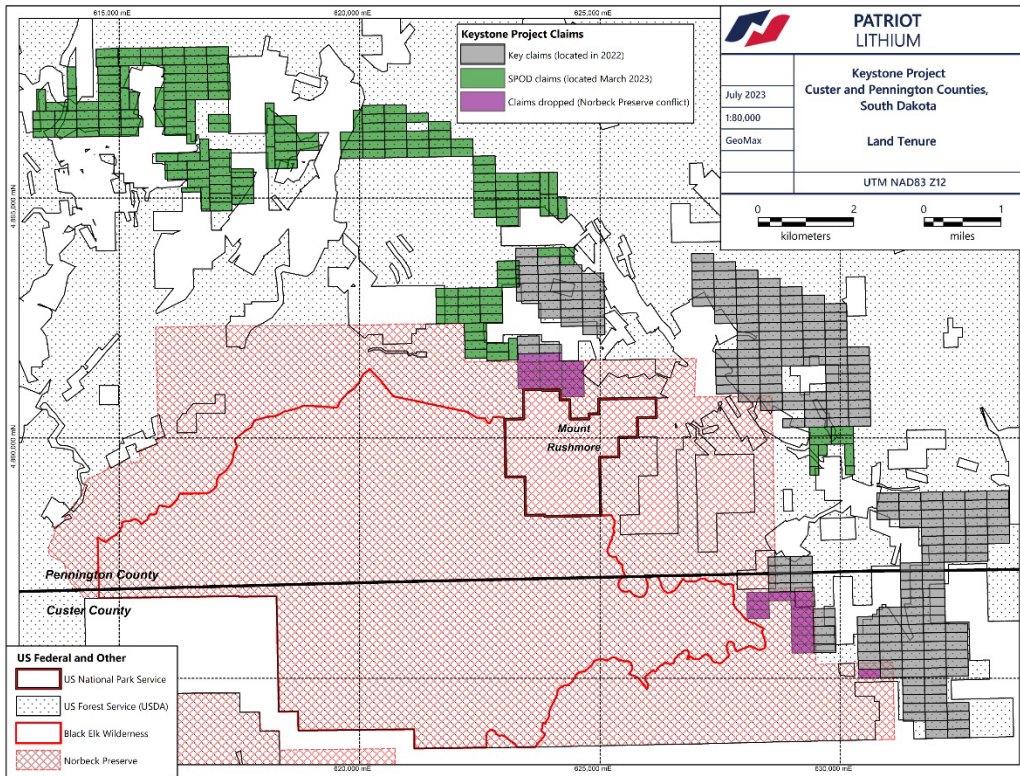 615,000 mE
620,000 mE
625,000 mE
Keystone Project Claims
Key claims (located in 2022)
SPOD claims (located March 2023)
Claims dropped (Norbeck Preserve conflict)
PATRIOT
LITHIUM
July 2023
1:80,000
GeoMax
Keystone Project
Custer and Pennington Counties,
South Dakota
Land Tenure
UTM NAD83 Z12
0 2
kilometers
0 1
miles
4,895,000 mN
4,890,000 mN
Mount
Rushmore
Pennington County
Custer County
US Federal and Other
US National Park Service
US Forest Service (USDA)
Black Elk Wilderness
Norbeck Preserve
620,000 mE
625,000 mE
630,000 mE